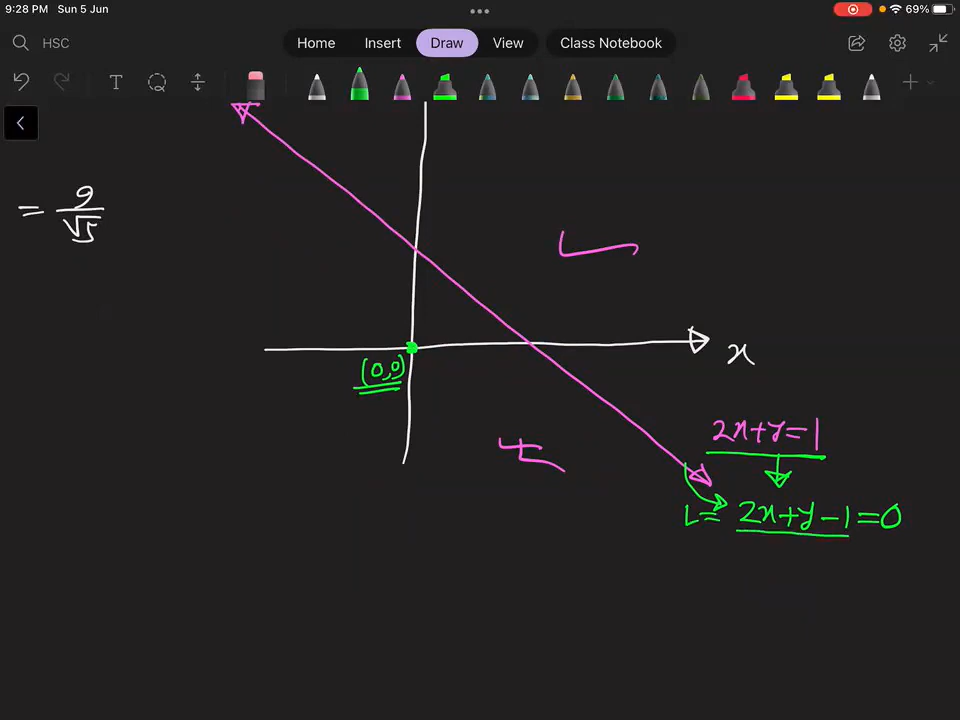 9:28 PM Sun 5 Jun
69%
HSC
Home Insert Draw View Class Notebook
T
= 9/√5
(0,0)
x
2x+y=1
L= 2x+y-1=0